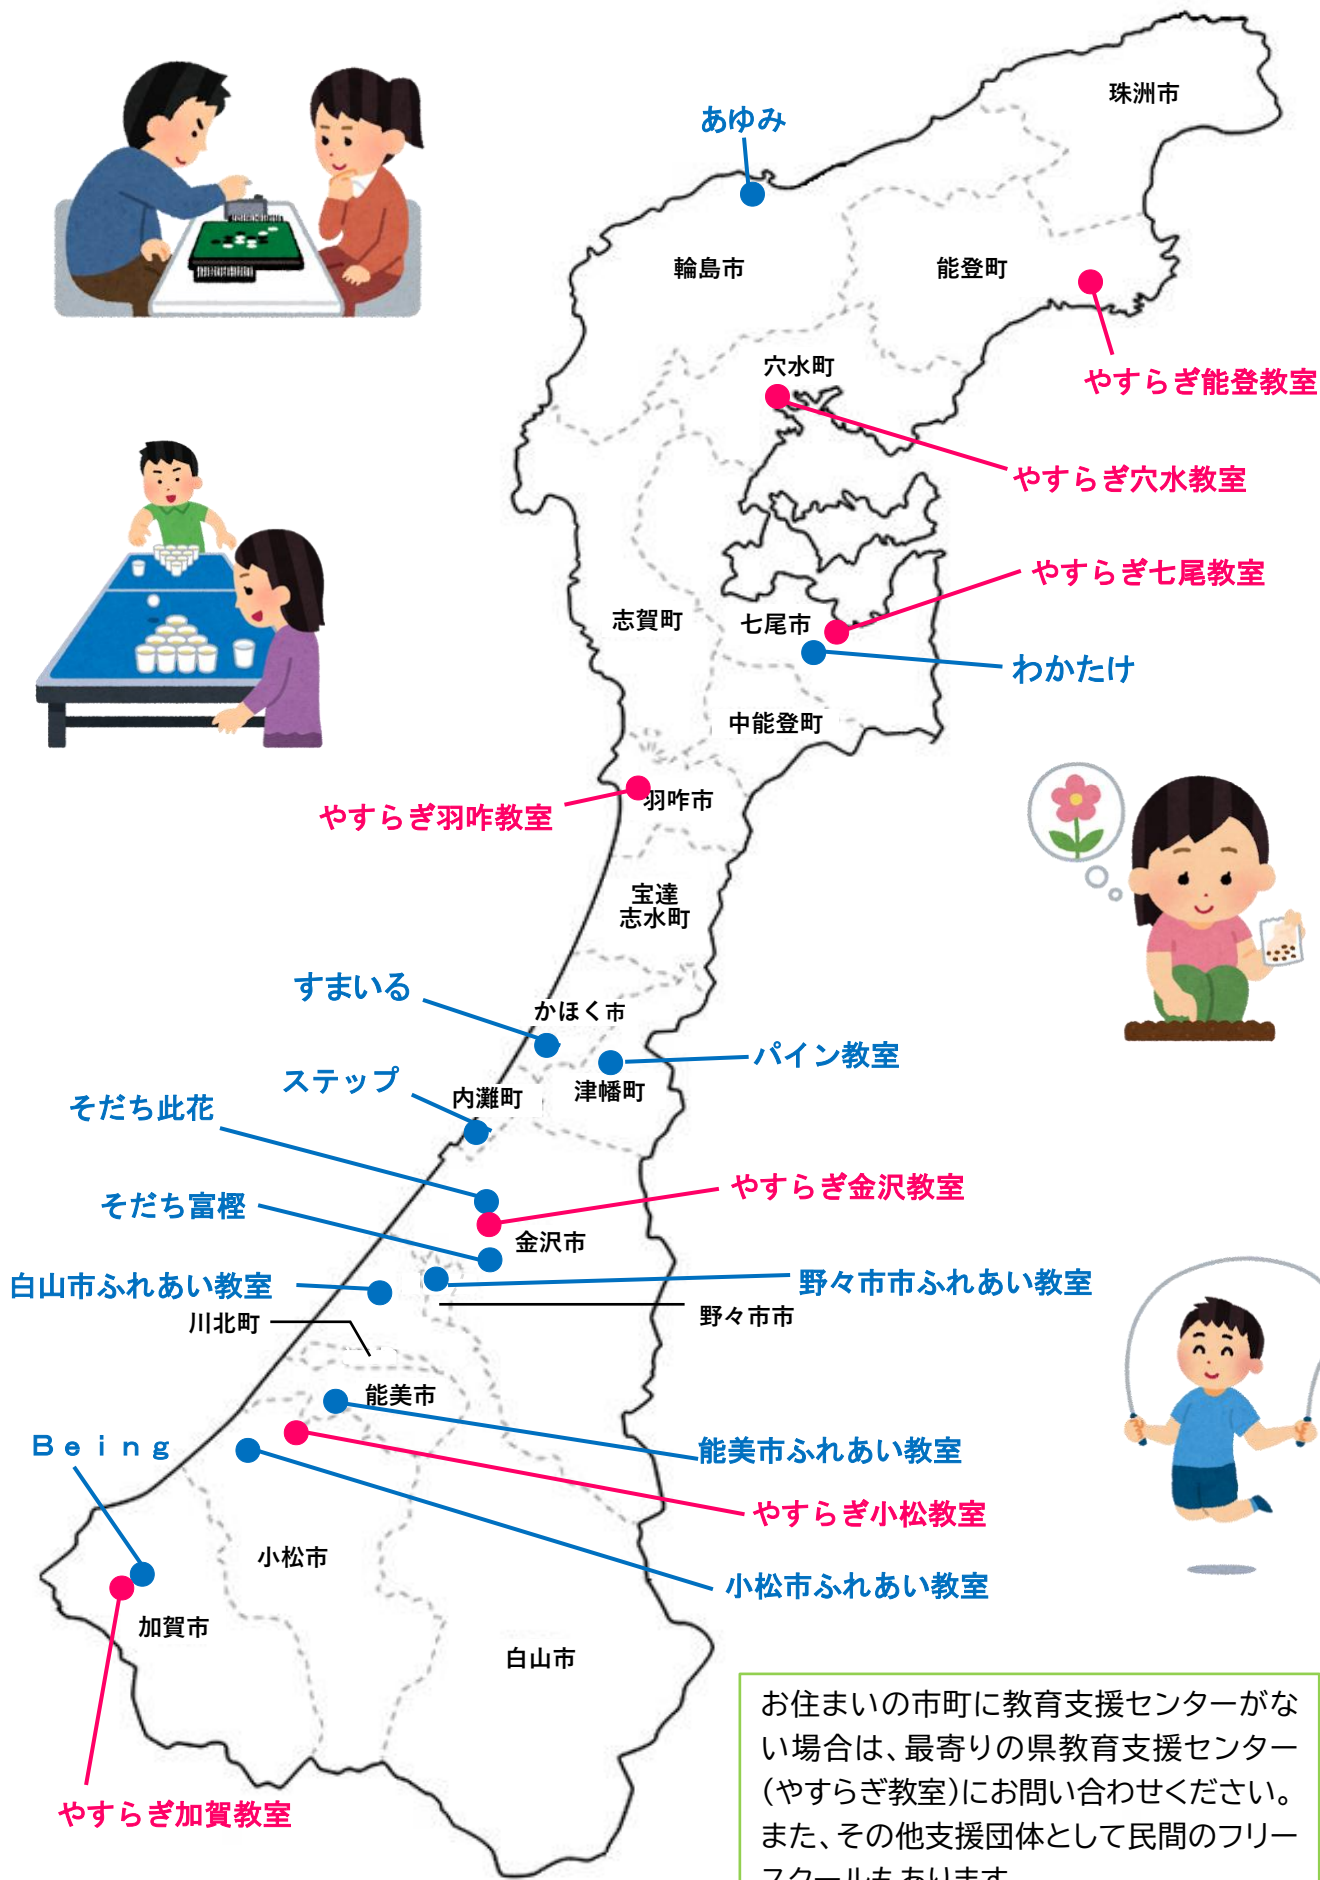 珠洲市
あゆみ
輪島市
能登町
穴水町
やすらぎ能登教室
やすらぎ穴水教室
やすらぎ七尾教室
志賀町
七尾市
わかたけ
中能登町
やすらぎ羽咋教室
羽咋市
宝達
志水町
すまいる
かほく市
パイン教室
ステップ
内灘町
津幡町
そだち此花
やすらぎ金沢教室
そだち富樫
金沢市
白山市ふれあい教室
野々市市ふれあい教室
川北町
野々市市
能美市
Ｂｅｉｎｇ
能美市ふれあい教室
やすらぎ小松教室
小松市
小松市ふれあい教室
加賀市
白山市
やすらぎ加賀教室
お住まいの市町に教育支援センターがな
い場合は、最寄りの県教育支援センター
(やすらぎ教室)にお問い合わせください。
また、その他支援団体として民間のフリー
スクールもあります